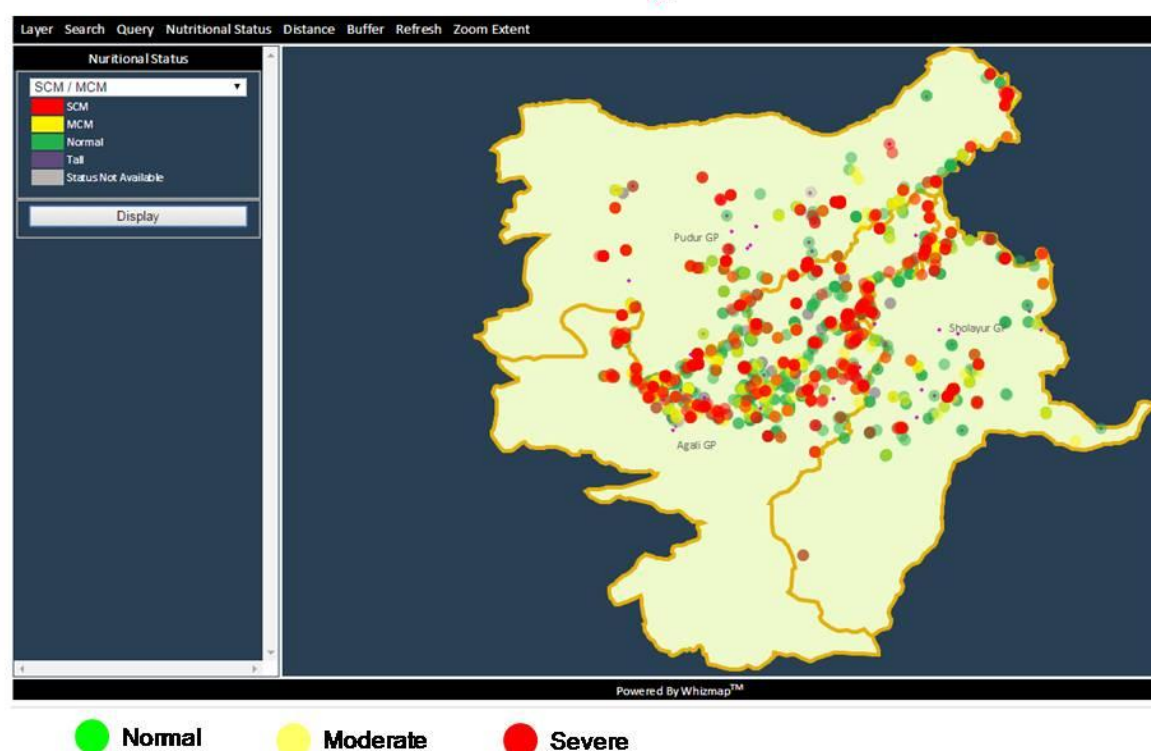 Layer Search Query Nutritional Status Distance Buffer Refresh Zoom Extent
Nuritional Status
SCM / MCM
SCM
MCM
Normal
Tall
Status Not Available
Display
Pudur GP
Sholayur GP
Agali GP
Powered By Whizmap™
Normal Moderate Severe